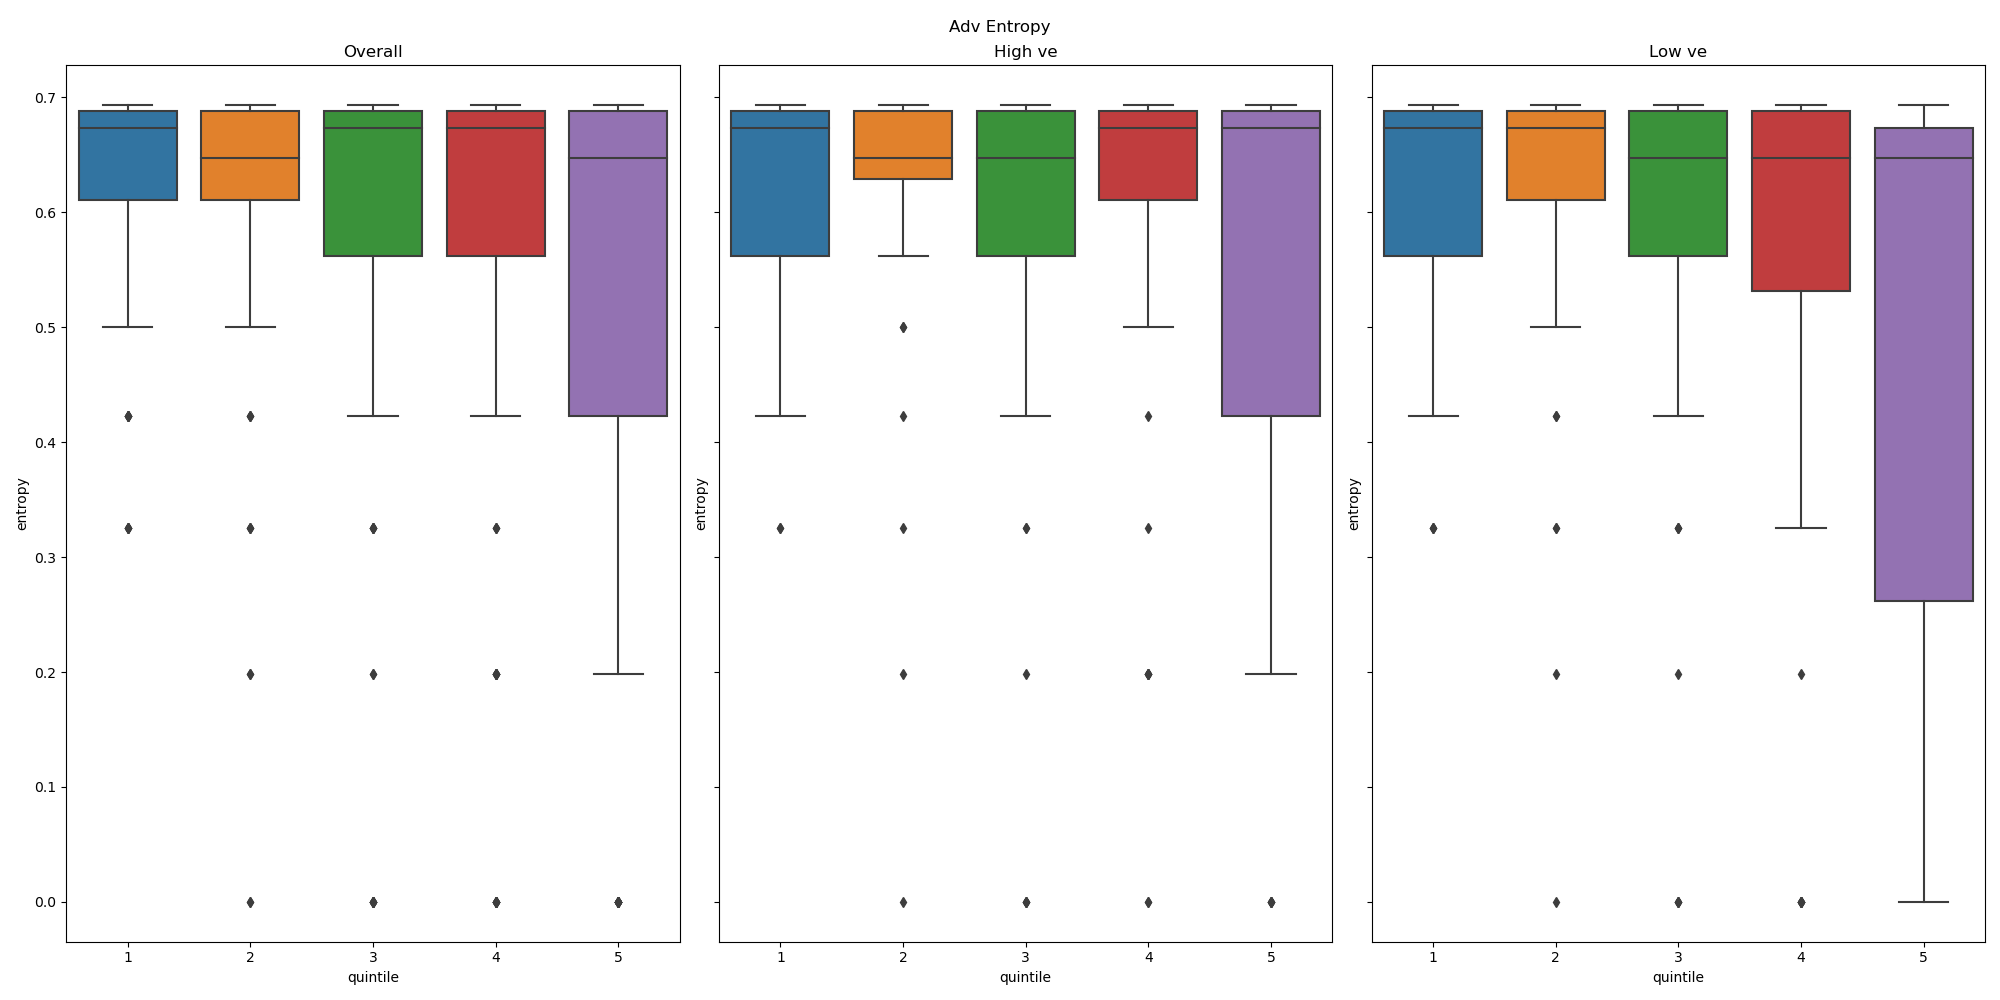 Adv Entropy
Overall
High ve
Low ve
0.7
0.6
0.5
0.4
0.3
0.2
0.1
0.0
entropy
entropy
entropy
1 2 3 4 5
1 2 3 4 5
1 2 3 4 5
quintile
quintile
quintile